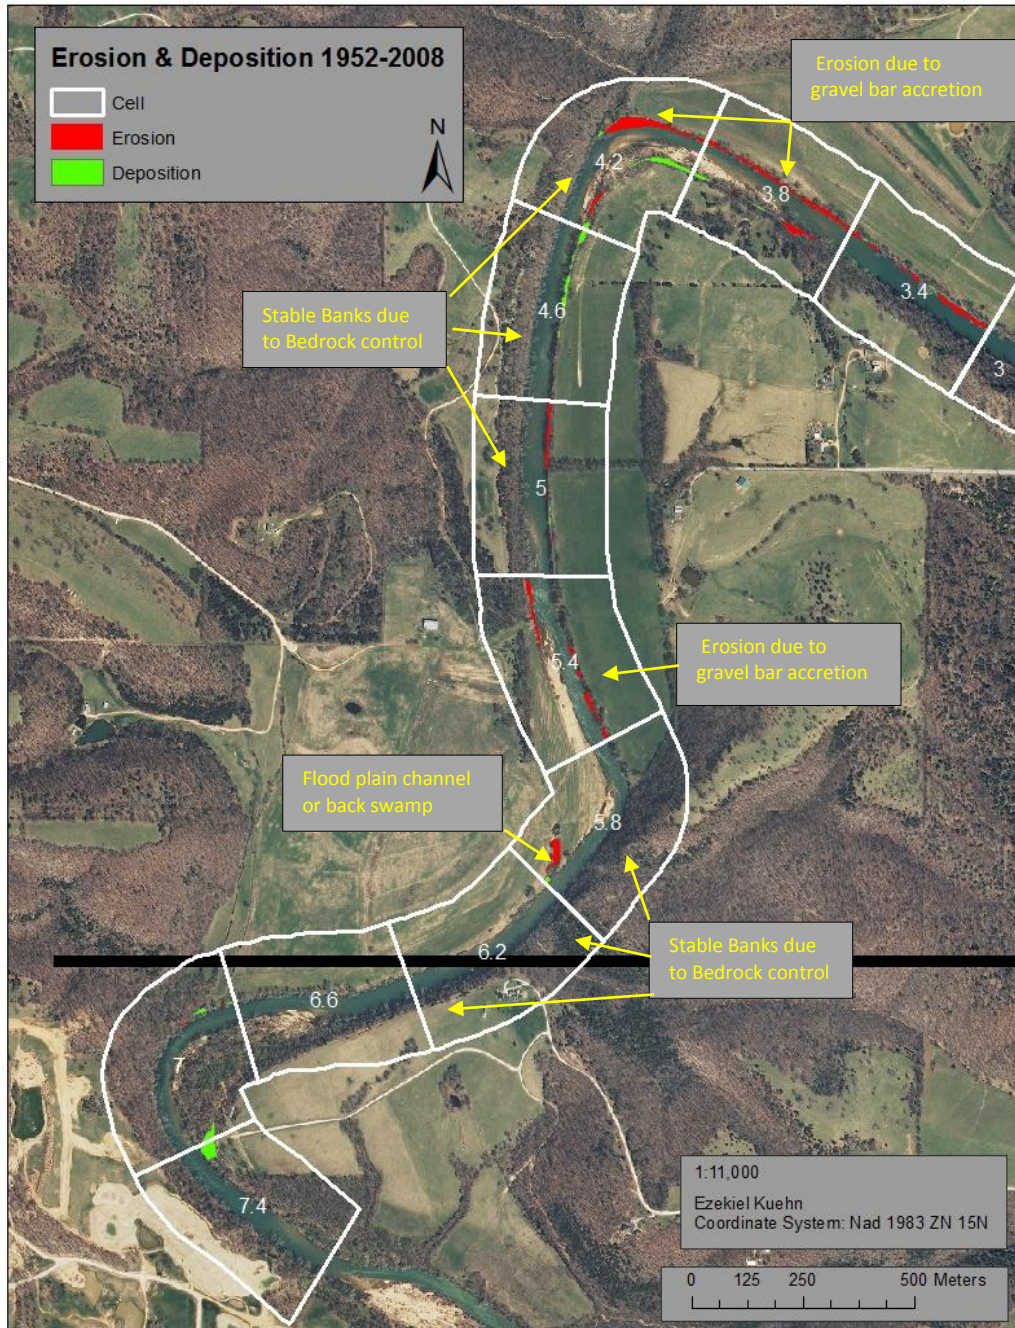 Erosion & Deposition 1952-2008
Cell
Erosion
Deposition
N
Erosion due to
gravel bar accretion
4.2
3.8
Stable Banks due
to Bedrock control
4.6
3.4
3
5
5.4
Erosion due to
gravel bar accretion
Flood plain channel
or back swamp
5.8
6.2
Stable Banks due
to Bedrock control
6.6
7
7.4
1:11,000
Ezekiel Kuehn
Coordinate System: Nad 1983 ZN 15N
0 125 250 500 Meters